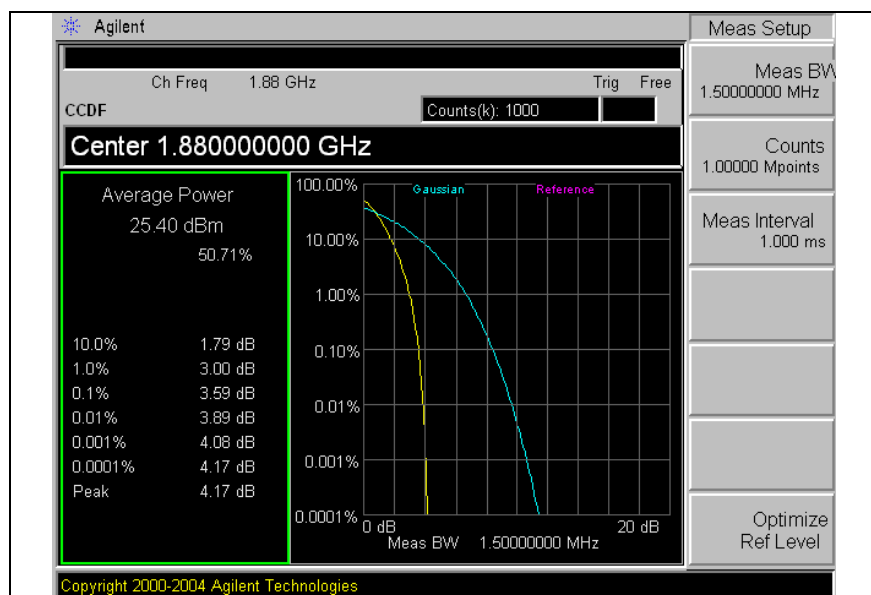 Agilent
Meas Setup
Ch Freq 1.88 GHz Trig Free
CCDF
Counts(k): 1000
Center 1.880000000 GHz
Average Power
25.40 dBm
50.71%
10.0% 1.79 dB
1.0% 3.00 dB
0.1% 3.59 dB
0.01% 3.89 dB
0.001% 4.08 dB
0.0001% 4.17 dB
Peak 4.17 dB
Gaussian Reference
100.00%
10.00%
1.00%
0.10%
0.01%
0.001%
0.0001%
0 dB 20 dB
Meas BW 1.50000000 MHz
Meas BW
1.50000000 MHz
Counts
1.00000 Mpoints
Meas Interval
1.000 ms
Optimize
Ref Level
Copyright 2000-2004 Agilent Technologies